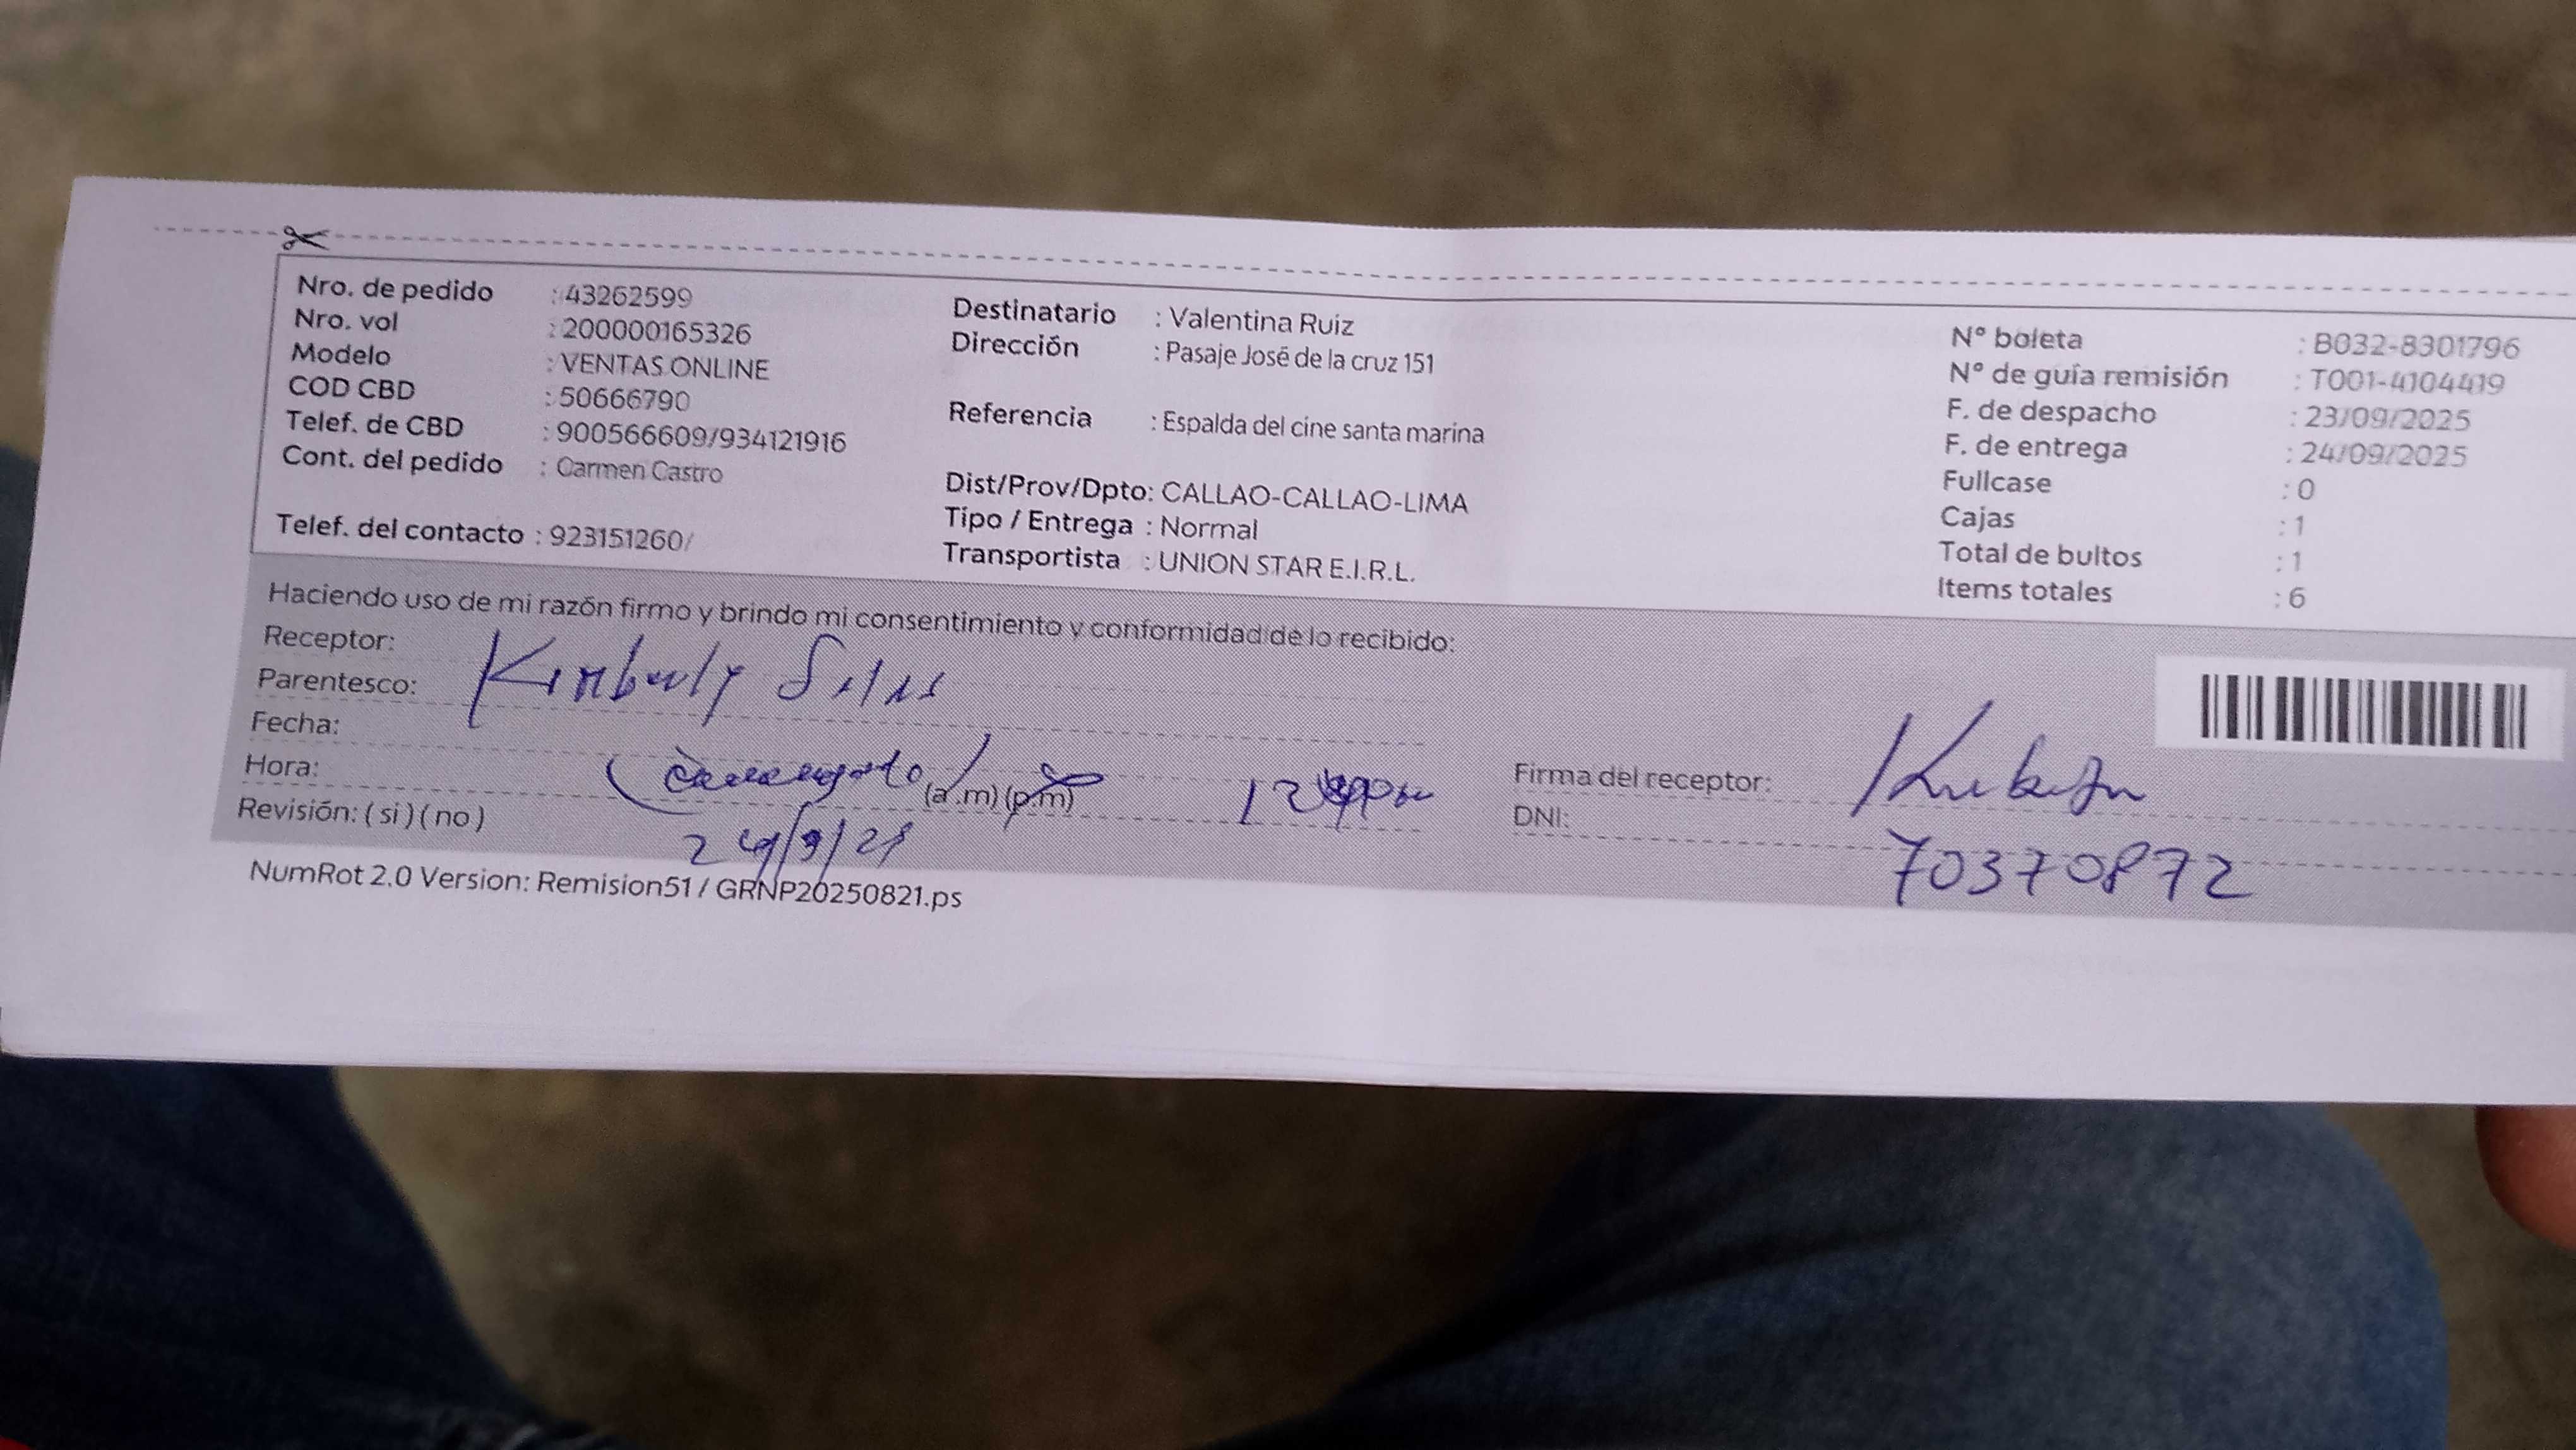 Nro. de pedido : 43262599
Nro. vol : 200000165326
Modelo : VENTAS ONLINE
COD CBD : 50666790
Telef. de CBD : 900566609/934121916
Cont. del pedido : Carmen Castro
Telef. del contacto : 923151260/
Destinatario : Valentina Ruiz
Dirección : Pasaje José de la cruz 151
Referencia : Espalda del cine santa marina
Dist/Prov/Dpto: CALLAO-CALLAO-LIMA
Tipo / Entrega : Normal
Transportista : UNION STAR E.I.R.L.
N° boleta : B032-8301796
N° de guía remisión : T001-4104419
F. de despacho : 23/09/2025
F. de entrega : 24/09/2025
Fullcase : 0
Cajas : 1
Total de bultos : 1
Items totales : 6
Haciendo uso de mi razón firmo y brindo mi consentimiento y conformidad de lo recibido:
Receptor: Kimberly
Parentesco:
Fecha:
Hora: (a.m) (p.m) 12
Revisión: ( si ) ( no )
Firma del receptor:
DNI: 70370872
NumRot 2.0 Version: Remision51 / GRNP20250821.ps